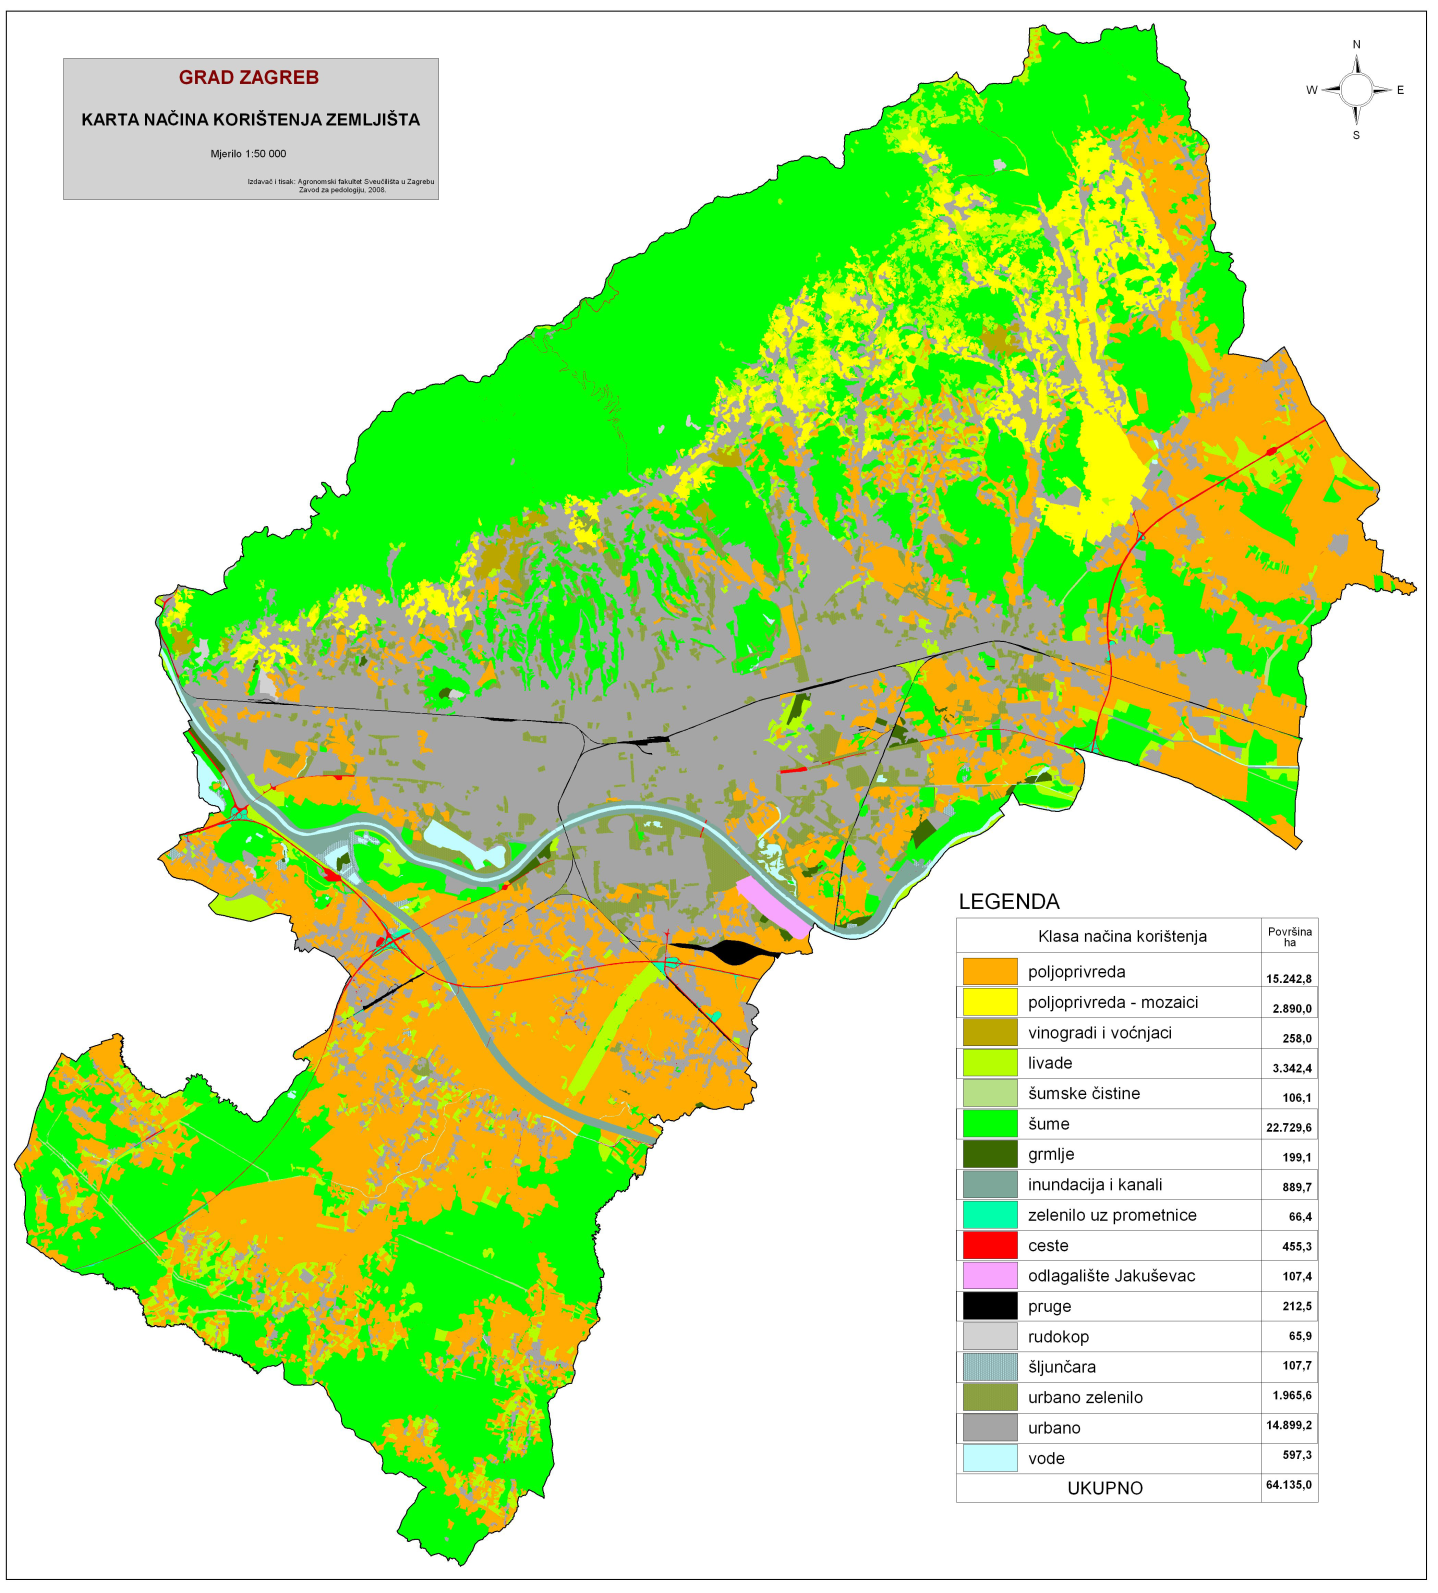 GRAD ZAGREB
KARTA NAČINA KORIŠTENJA ZEMLJIŠTA
Mjerilo 1:50 000
Izdavač i tisak: Agronomski fakultet Sveučilišta u Zagrebu
Zavod za pedologiju, 2008.
N
W E
S
LEGENDA
Klasa načina korištenja Površina ha
poljoprivreda 15.242,8
poljoprivreda - mozaici 2.890,0
vinogradi i voćnjaci 258,0
livade 3.342,4
šumske čistine 106,1
šume 22.729,6
grmlje 199,1
inundacija i kanali 889,7
zelenilo uz prometnice 66,4
ceste 455,3
odlagalište Jakuševac 107,4
pruge 212,5
rudokop 65,9
šljunčara 107,7
urbano zelenilo 1.965,6
urbano 14.899,2
vode 597,3
UKUPNO 64.135,0